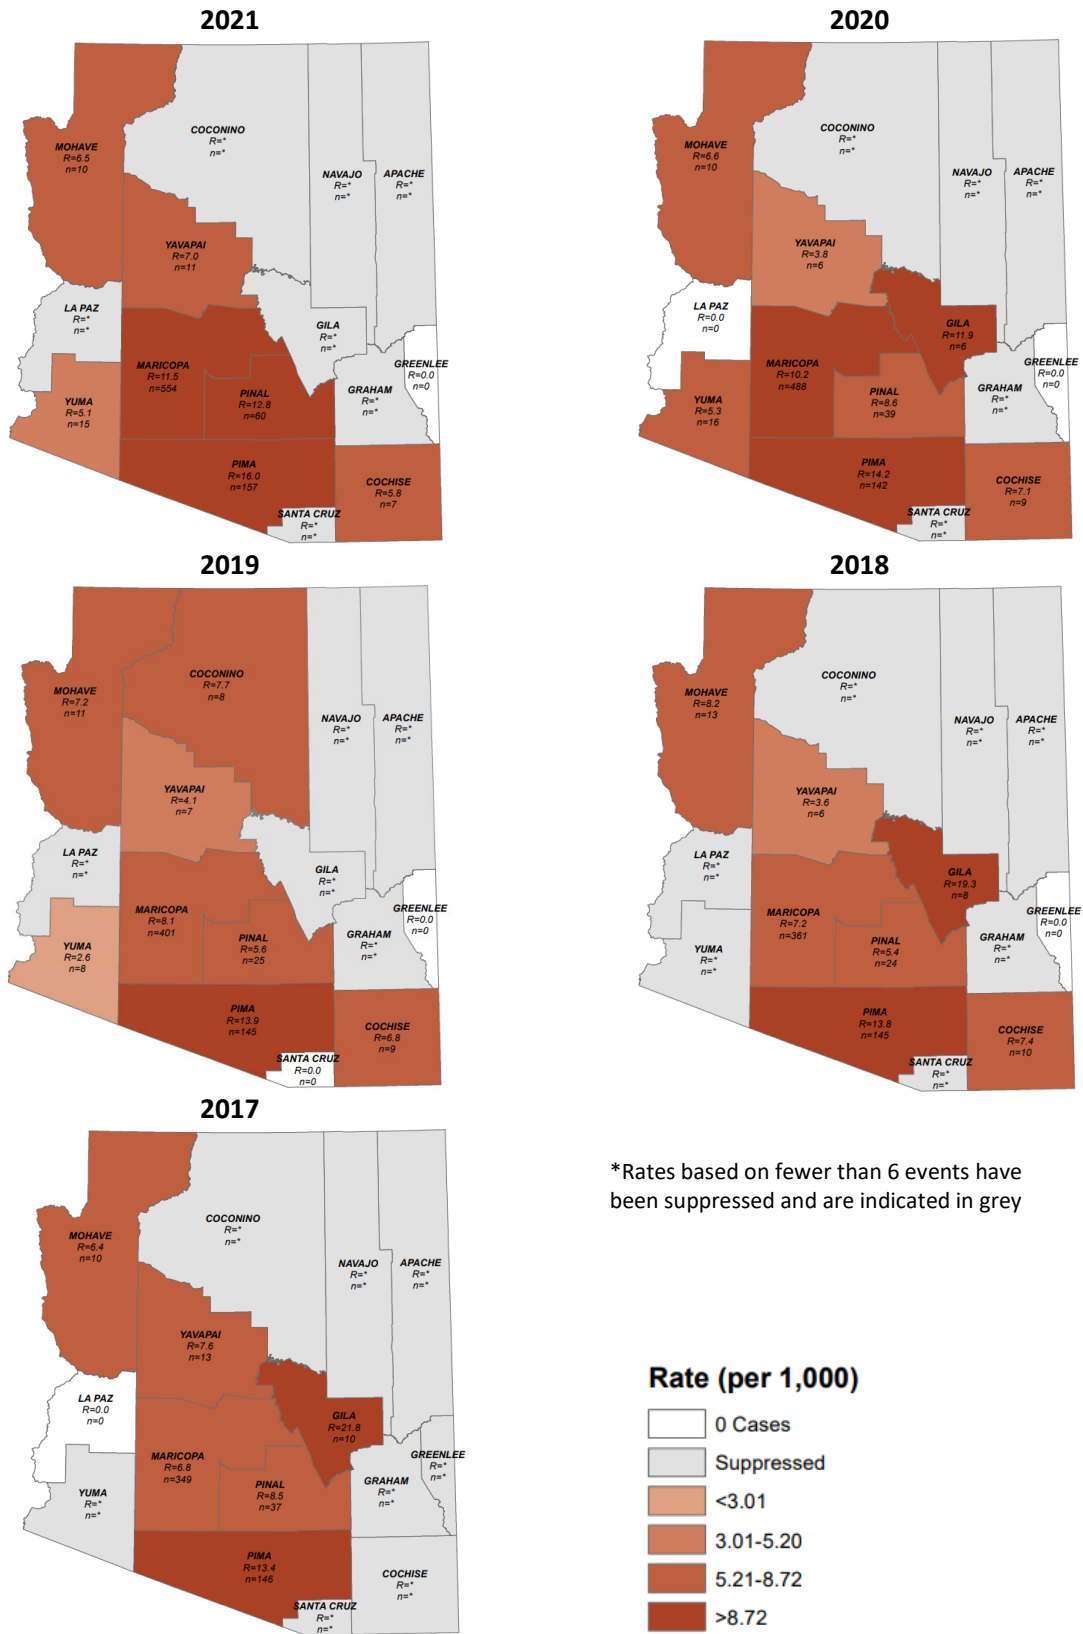 2021
COCONINO
R=*
n=*
MOHAVE
R=6.5
n=10
NAVAJO
R=*
n=*
APACHE
R=*
n=*
YAVAPAI
R=7.0
n=11
LA PAZ
R=*
n=*
GILA
R=*
n=*
GREENLEE
R=0.0
n=0
MARICOPA
R=11.5
n=554
GRAHAM
R=*
n=*
PINAL
R=12.8
n=60
YUMA
R=5.1
n=15
PIMA
R=16.0
n=157
COCHISE
R=5.8
n=7
SANTA CRUZ
R=*
n=*
2020
COCONINO
R=*
n=*
MOHAVE
R=6.6
n=10
NAVAJO
R=*
n=*
APACHE
R=*
n=*
YAVAPAI
R=3.8
n=6
LA PAZ
R=0.0
n=0
GILA
R=11.9
n=6
GREENLEE
R=0.0
n=0
MARICOPA
R=10.2
n=488
GRAHAM
R=*
n=*
PINAL
R=8.6
n=39
YUMA
R=5.3
n=16
PIMA
R=14.2
n=142
COCHISE
R=7.1
n=9
SANTA CRUZ
R=*
n=*
2019
COCONINO
R=7.7
n=8
MOHAVE
R=7.2
n=11
NAVAJO
R=*
n=*
APACHE
R=*
n=*
YAVAPAI
R=4.1
n=7
LA PAZ
R=*
n=*
GILA
R=*
n=*
GREENLEE
R=0.0
n=0
MARICOPA
R=8.1
n=401
GRAHAM
R=*
n=*
PINAL
R=5.6
n=25
YUMA
R=2.6
n=8
PIMA
R=13.9
n=145
COCHISE
R=6.8
n=9
SANTA CRUZ
R=0.0
n=0
2018
COCONINO
R=*
n=*
MOHAVE
R=8.2
n=13
NAVAJO
R=*
n=*
APACHE
R=*
n=*
YAVAPAI
R=3.6
n=6
LA PAZ
R=*
n=*
GILA
R=19.3
n=8
GREENLEE
R=0.0
n=0
MARICOPA
R=7.2
n=361
GRAHAM
R=*
n=*
PINAL
R=5.4
n=24
YUMA
R=*
n=*
PIMA
R=13.8
n=145
COCHISE
R=7.4
n=10
SANTA CRUZ
R=*
n=*
2017
COCONINO
R=*
n=*
MOHAVE
R=6.4
n=10
NAVAJO
R=*
n=*
APACHE
R=*
n=*
YAVAPAI
R=7.6
n=13
LA PAZ
R=0.0
n=0
GILA
R=21.8
n=10
GREENLEE
R=*
n=*
MARICOPA
R=6.8
n=349
GRAHAM
R=*
n=*
PINAL
R=8.5
n=37
YUMA
R=*
n=*
PIMA
R=13.4
n=146
COCHISE
R=*
n=*
SANTA CRUZ
R=*
n=*
*Rates based on fewer than 6 events have
been suppressed and are indicated in grey
Rate (per 1,000)
0 Cases
Suppressed
<3.01
3.01-5.20
5.21-8.72
>8.72